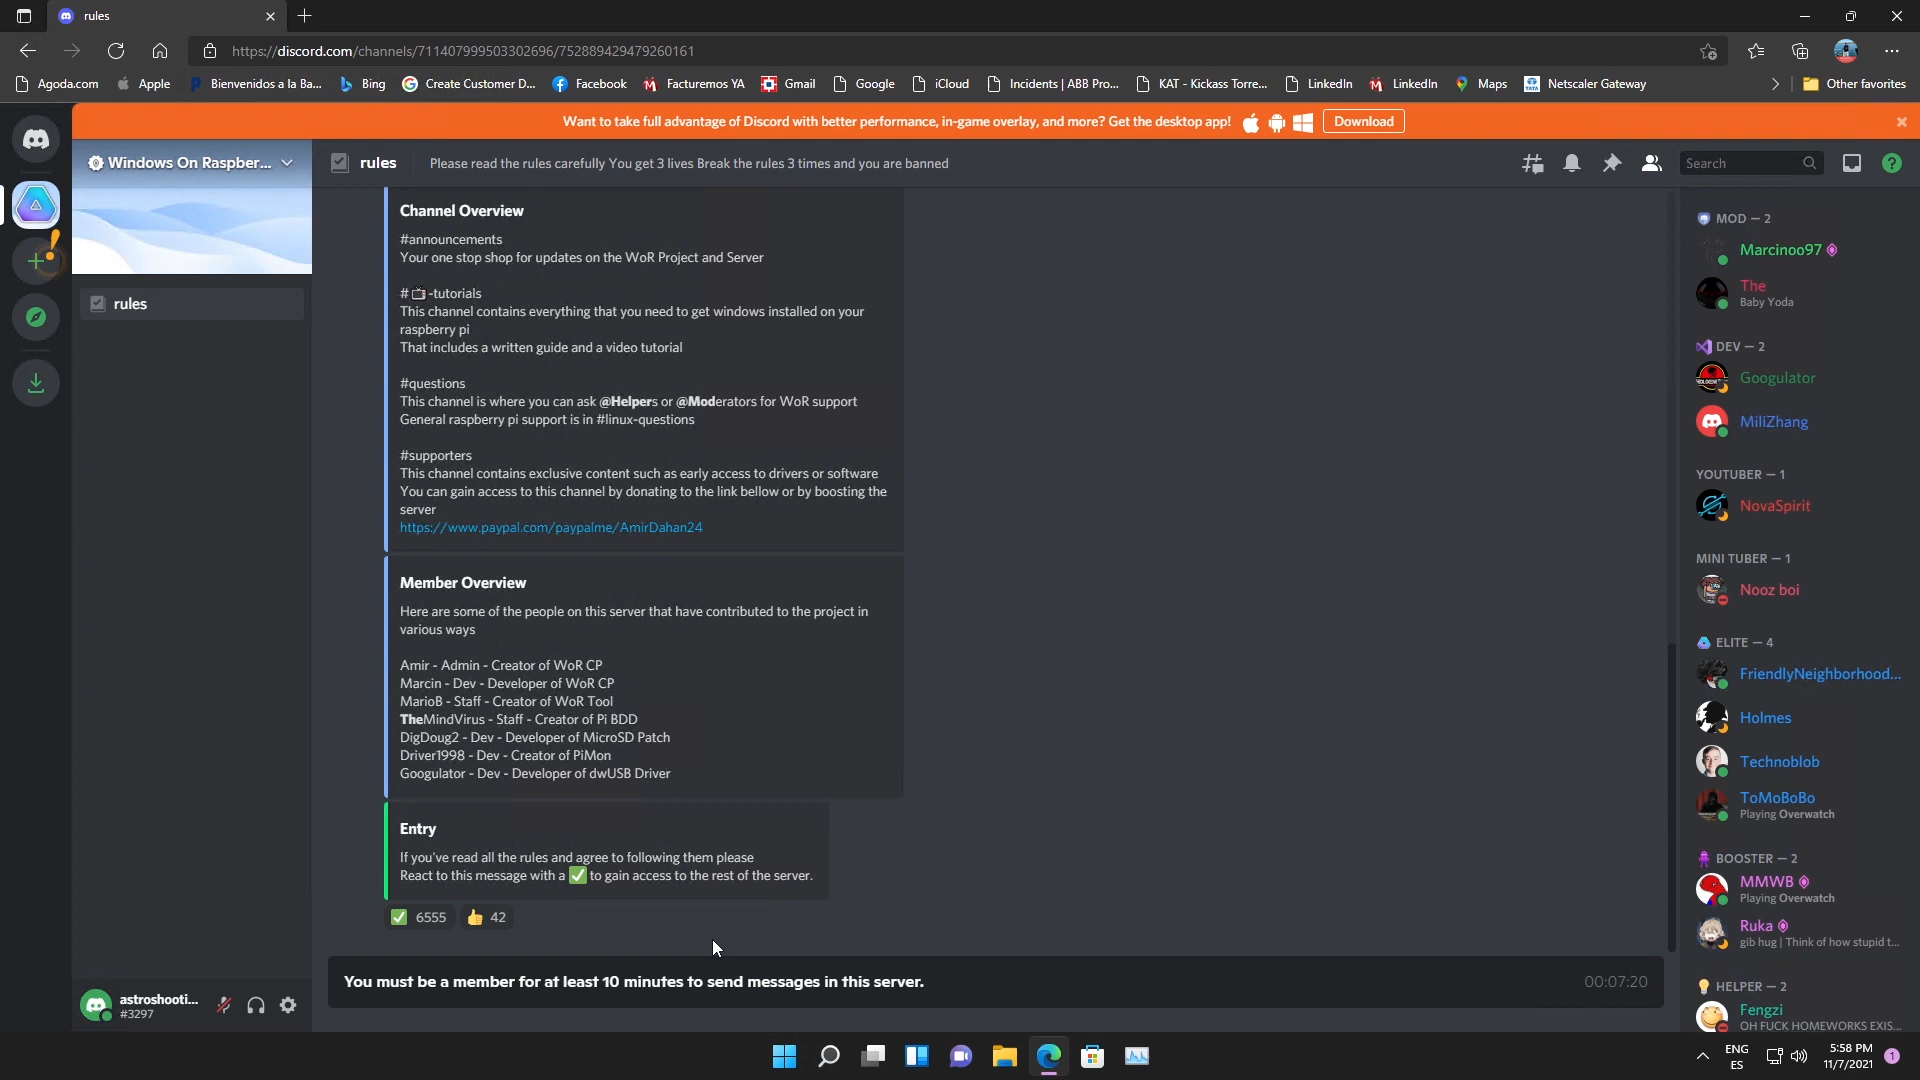 rules
https://discord.com/channels/711407999503302696/752889429479260161
Agoda.com Apple Bienvenidos a la Ba... Bing Create Customer D... Facebook Facturemos YA Gmail Google iCloud Incidents | ABB Pro... KAT - Kickass Torre... LinkedIn LinkedIn Maps Netscaler Gateway Other favorites
Want to take full advantage of Discord with better performance, in-game overlay, and more? Get the desktop app! Download
Windows On Raspber...
rules
rules Please read the rules carefully You get 3 lives Break the rules 3 times and you are banned
Search
Channel Overview
#announcements
Your one stop shop for updates on the WoR Project and Server
#📺-tutorials
This channel contains everything that you need to get windows installed on your
raspberry pi
That includes a written guide and a video tutorial
#questions
This channel is where you can ask @Helpers or @Moderators for WoR support
General raspberry pi support is in #linux-questions
#supporters
This channel contains exclusive content such as early access to drivers or software
You can gain access to this channel by donating to the link bellow or by boosting the
server
https://www.paypal.com/paypalme/AmirDahan24
Member Overview
Here are some of the people on this server that have contributed to the project in
various ways
Amir - Admin - Creator of WoR CP
Marcin - Dev - Developer of WoR CP
MarioB - Staff - Creator of WoR Tool
TheMindVirus - Staff - Creator of Pi BDD
DigDoug2 - Dev - Developer of MicroSD Patch
Driver1998 - Dev - Creator of PiMon
Googulator - Dev - Developer of dwUSB Driver
Entry
If you've read all the rules and agree to following them please
React to this message with a ✅ to gain access to the rest of the server.
✅ 6555 👍 42
You must be a member for at least 10 minutes to send messages in this server. 00:07:20
MOD — 2
Marcinoo97
The
Baby Yoda
DEV — 2
Googulator
MiliZhang
YOUTUBER — 1
NovaSpirit
MINI TUBER — 1
Nooz boi
ELITE — 4
FriendlyNeighborhood...
Holmes
Technoblob
ToMoBoBo
Playing Overwatch
BOOSTER — 2
MMWB
Playing Overwatch
Ruka
gib hug | Think of how stupid t...
HELPER — 2
Fengzi
OH FUCK HOMEWORKS EXIS...
astroshooti...
#3297
ENG
ES
5:58 PM
11/7/2021
1